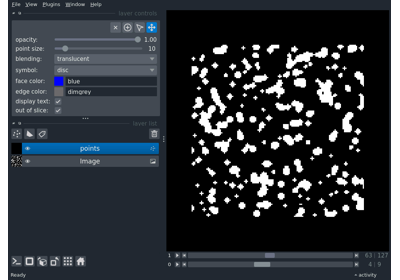 File View Plugins Window Help
layer controls
opacity: 1.00
point size: 10
blending: translucent
symbol: disc
face color: blue
edge color: dimgrey
display text:
out of slice:
layer list
points
Image
1 63 127
0 4 9
Ready activity